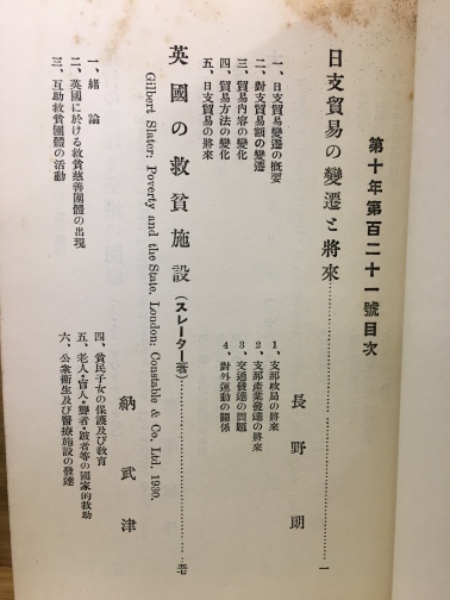 第十年第百二十一號目次
日支貿易の變遷と將來……………一
長野朗
一、日支貿易變遷の概要
二、對支貿易額の變遷
三、貿易內容の變化
四、貿易方法の變化
五、日支貿易の將來
1、支那政局の將來
2、支那產業發達の將來
3、交通發達の問題
4、對外運動の關係
英國の救貧施設(スレーター著)……………
Gilbert Slater: Poverty and the State. London: Constable & Co. Ltd. 1930.
納武津
一、緖論
二、英國に於ける救貧慈善團體の出現
三、互助救貧團體の活動
四、貧民子女の保護及び敎育
五、老人・盲人・聾者・跛者等の國家的救助
六、公衆衞生及び醫療施設の發達